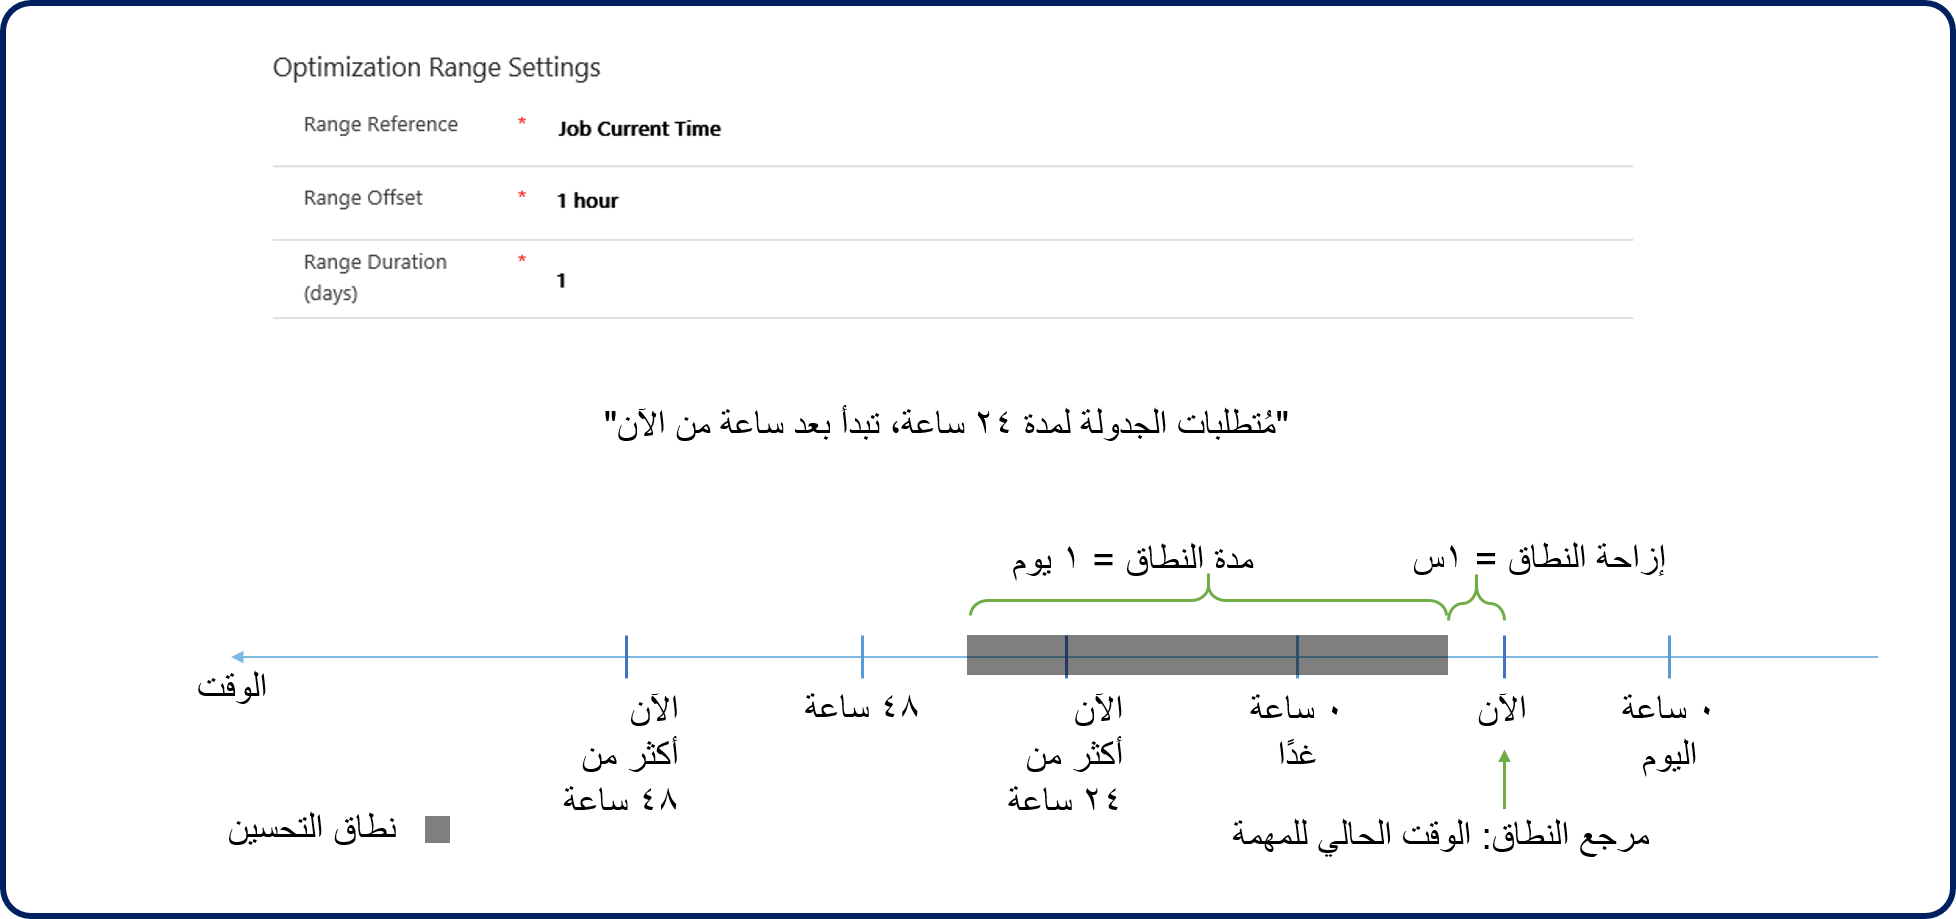 Optimization Range Settings
Range Reference * Job Current Time
Range Offset * 1 hour
Range Duration * 1
(days)
"مُتطلبات الجدولة لمدة ٢٤ ساعة، تبدأ بعد ساعة من الآن"
إزاحة النطاق = ١س
مدة النطاق = ١ يوم
٠ ساعة
اليوم
الآن
٠ ساعة
غدًا
الآن
أكثر من
٢٤ ساعة
٤٨ ساعة
الآن
أكثر من
٤٨ ساعة
الوقت
مرجع النطاق: الوقت الحالي للمهمة
نطاق التحسين